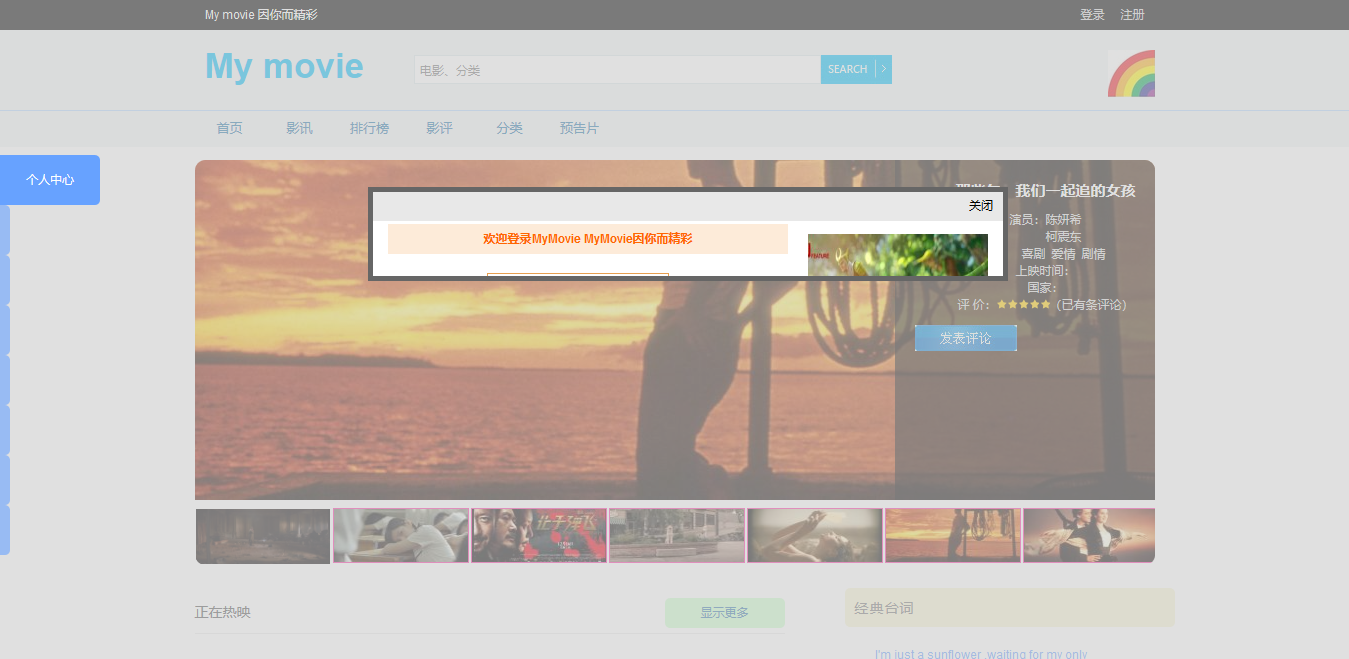 My movie 因你而精彩
登录 注册
My movie
电影、分类
SEARCH
首页 影讯 排行榜 影评 分类 预告片
个人中心
我们一起追的女孩
关闭
演员: 陈妍希
欢迎登录MyMovie MyMovie因你而精彩
柯震东
喜剧 爱情 剧情
FEATURE
上映时间:
国家:
评 价: ★★★★★ (已有条评论)
发表评论
正在热映
显示更多
经典台词
I'm just a sunflower ,waiting for my only